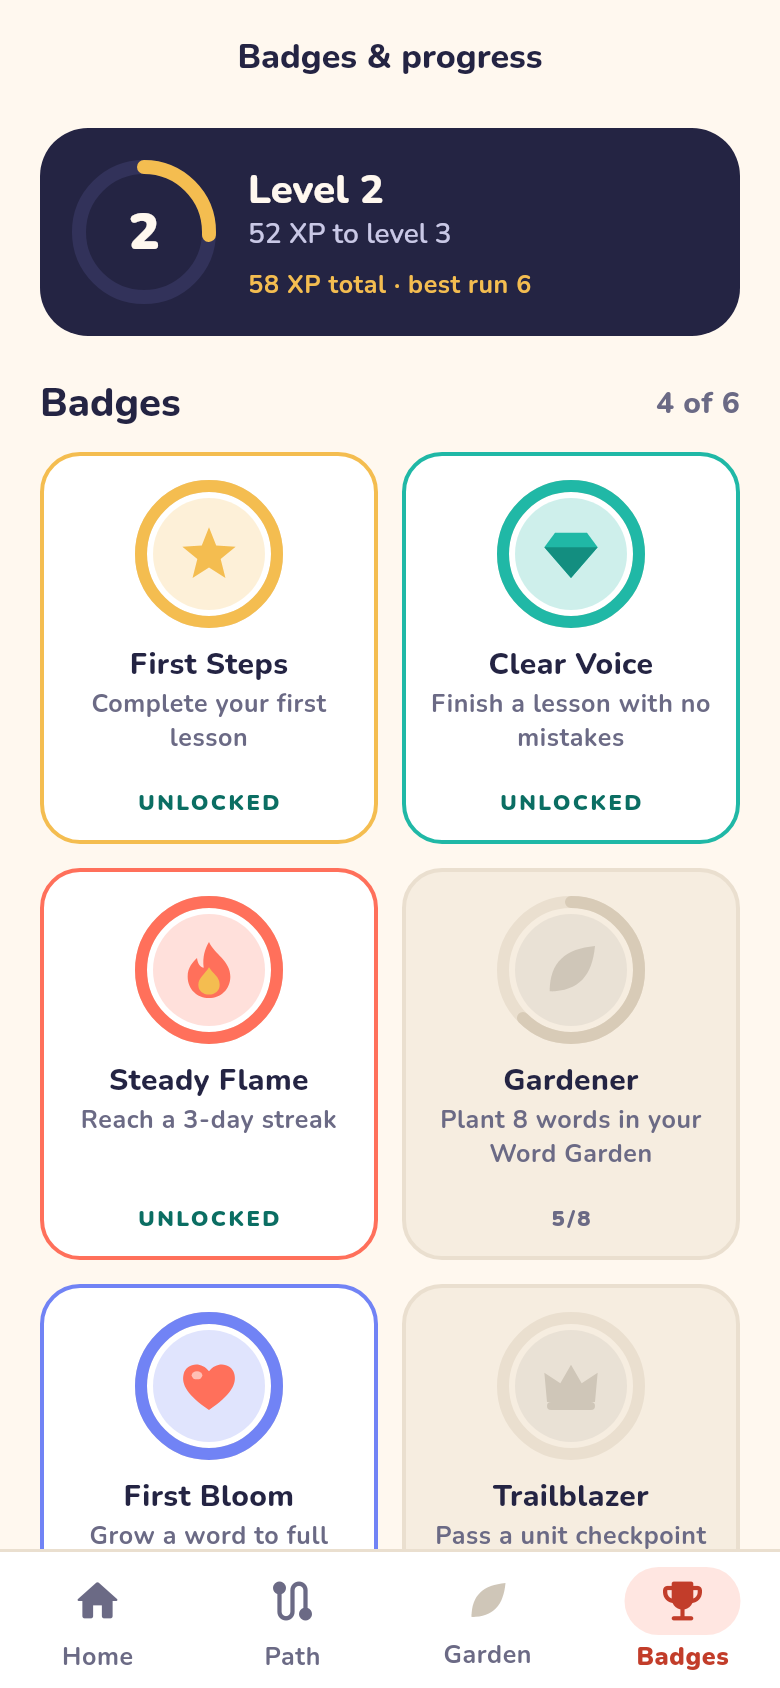 Badges & progress
2
Level 2
52 XP to level 3
58 XP total · best run 6
Badges
4 of 6
First Steps
Complete your first
lesson
UNLOCKED
Clear Voice
Finish a lesson with no
mistakes
UNLOCKED
Steady Flame
Reach a 3-day streak
UNLOCKED
Gardener
Plant 8 words in your
Word Garden
5/8
First Bloom
Grow a word to full
Trailblazer
Pass a unit checkpoint
Home
Path
Garden
Badges